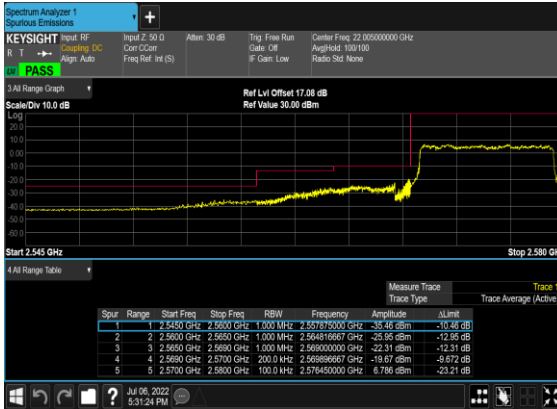 Spectrum Analyzer 1
Spurious Emissions
+
KEYSIGHT Input: RF Input Z: 50 Ω Atten: 30 dB Trig: Free Run Center Freq: 22.005000000 GHz
R T Coupling: DC Corr CCorr Gate: Off Avg|Hold: 100/100
Align: Auto Freq Ref: Int (S) IF Gain: Low Radio Std: None
PASS
3 All Range Graph
Ref Lvl Offset 17.08 dB
Scale/Div 10.0 dB Ref Value 30.00 dBm
Log
20.0
10.0
0.00
-10.0
-20.0
-30.0
-40.0
-50.0
-60.0
Start 2.545 GHz Stop 2.580 G
4 All Range Table
Measure Trace Trace 1
Trace Type Trace Average (Active
Spur Range Start Freq Stop Freq RBW Frequency Amplitude ΔLimit
1 1 2.5450 GHz 2.5600 GHz 1.000 MHz 2.557875000 GHz -35.46 dBm -10.46 dB
2 2 2.5600 GHz 2.5650 GHz 1.000 MHz 2.564816667 GHz -25.95 dBm -12.95 dB
3 3 2.5650 GHz 2.5690 GHz 1.000 MHz 2.569000000 GHz -22.31 dBm -12.31 dB
4 4 2.5690 GHz 2.5700 GHz 200.0 kHz 2.569896667 GHz -19.67 dBm -9.672 dB
5 5 2.5700 GHz 2.5800 GHz 100.0 kHz 2.576450000 GHz 6.786 dBm -23.21 dB
?
Jul 06, 2022
5:31:24 PM